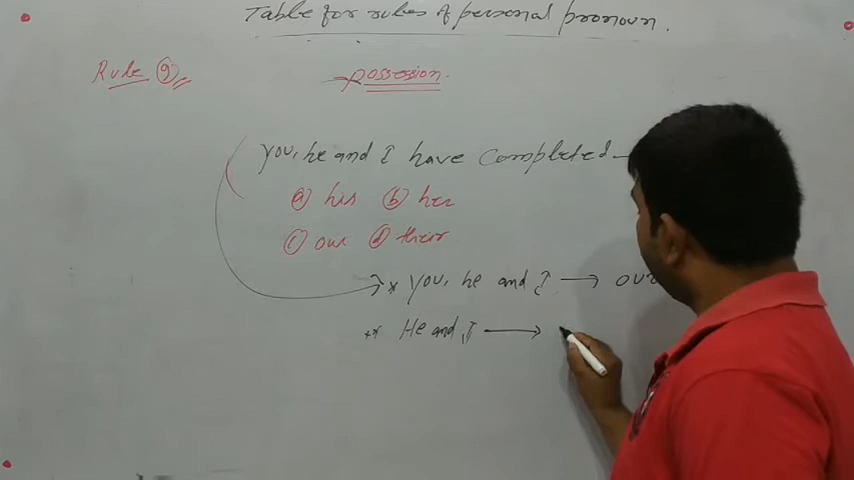 Table for rules of personal pronoun.
Rule 9 possession.
you, he and I have completed
a his b her
c our d their
* you, he and I → our
** He and I →